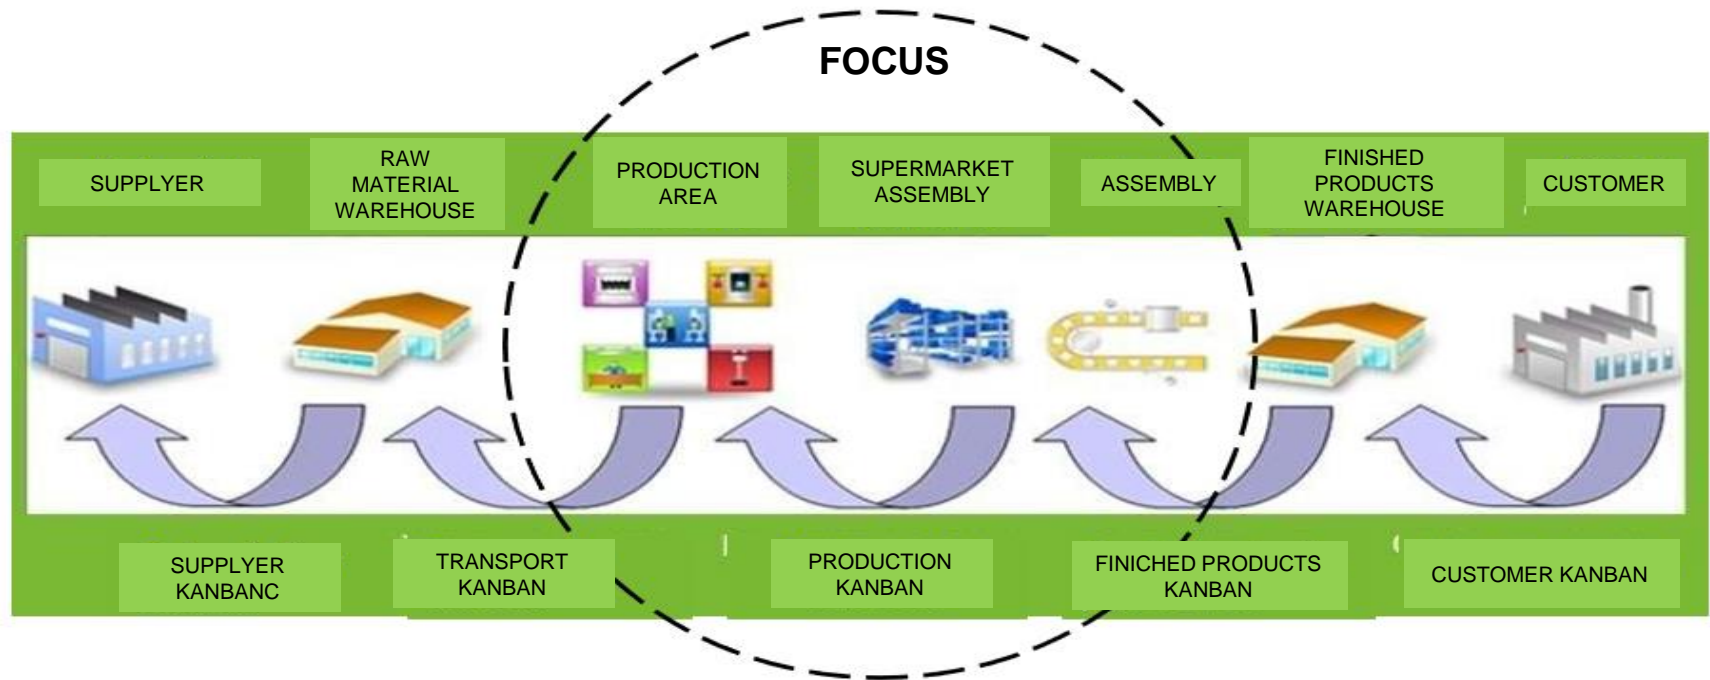 FOCUS
SUPPLYER
RAW
MATERIAL
WAREHOUSE
PRODUCTION
AREA
SUPERMARKET
ASSEMBLY
ASSEMBLY
FINISHED
PRODUCTS
WAREHOUSE
CUSTOMER
SUPPLYER
KANBANC
TRANSPORT
KANBAN
PRODUCTION
KANBAN
FINICHED PRODUCTS
KANBAN
CUSTOMER KANBAN